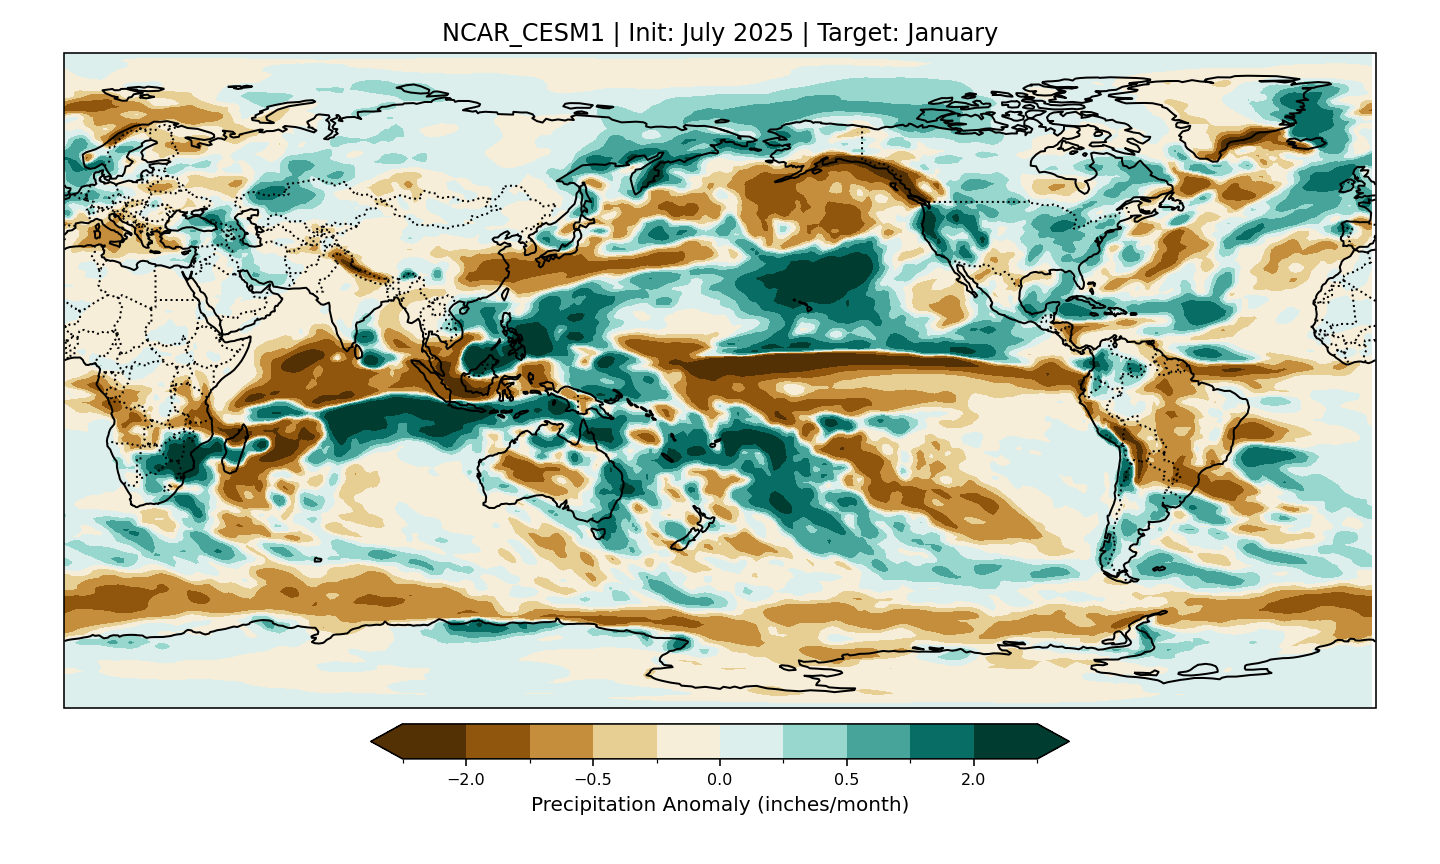 NCAR_CESM1 | Init: July 2025 | Target: January
−2.0 −0.5 0.0 0.5 2.0
Precipitation Anomaly (inches/month)